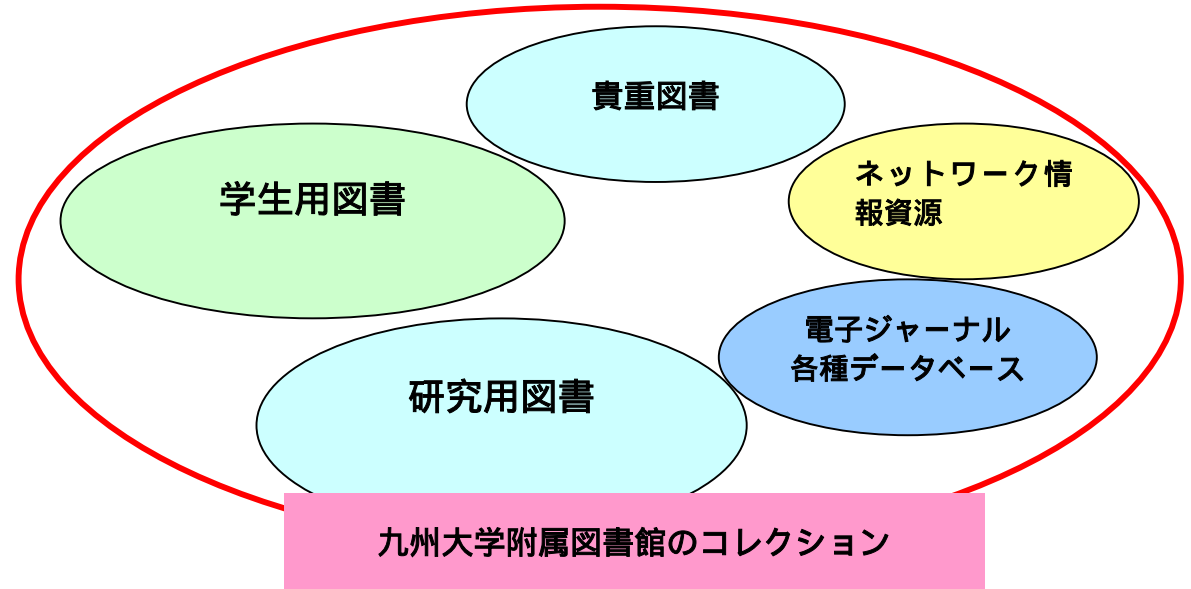 貴重図書
学生用図書
ネットワーク情
報資源
電子ジャーナル
各種データベース
研究用図書
九州大学附属図書館のコレクション